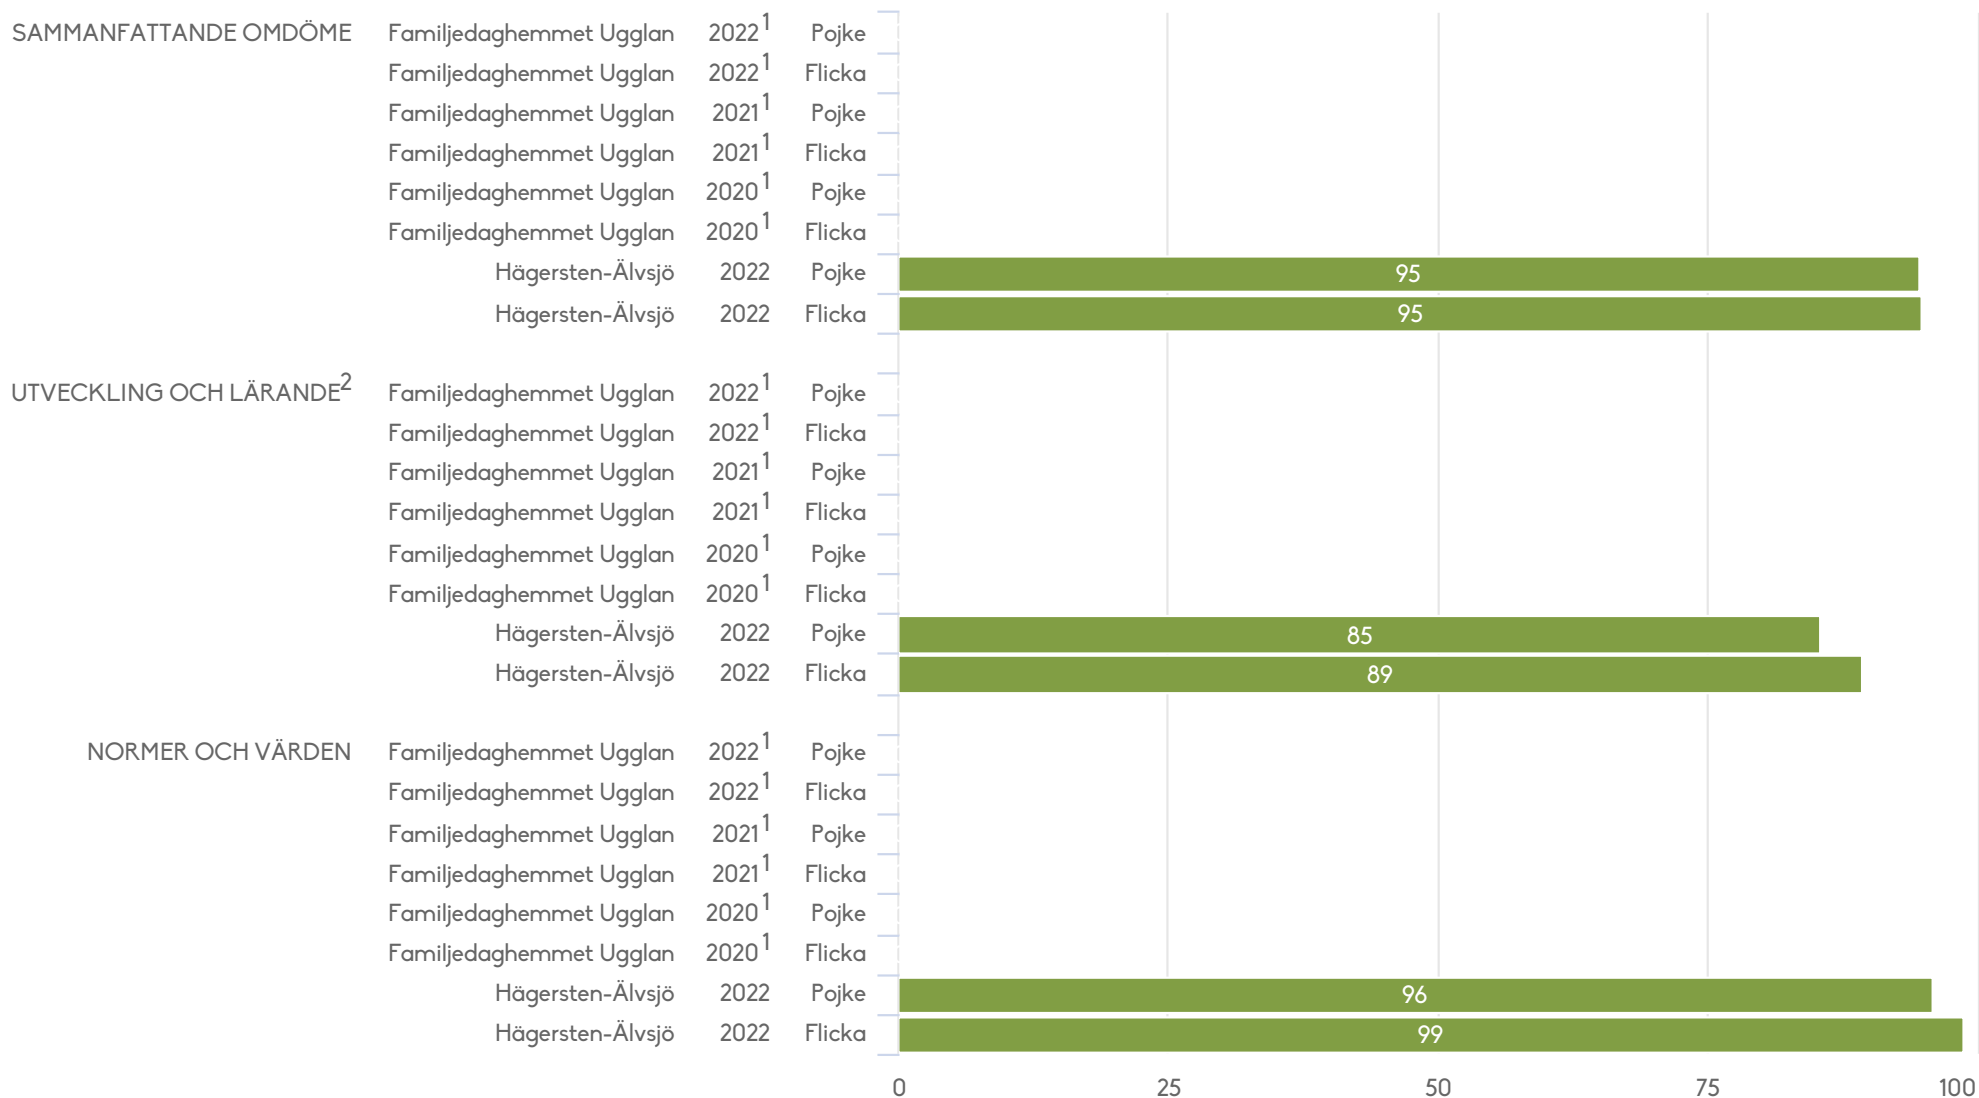 SAMMANFATTANDE OMDÖME Familjedaghemmet Ugglan 2022¹ Pojke
Familjedaghemmet Ugglan 2022¹ Flicka
Familjedaghemmet Ugglan 2021¹ Pojke
Familjedaghemmet Ugglan 2021¹ Flicka
Familjedaghemmet Ugglan 2020¹ Pojke
Familjedaghemmet Ugglan 2020¹ Flicka
Hägersten-Älvsjö 2022 Pojke 95
Hägersten-Älvsjö 2022 Flicka 95
UTVECKLING OCH LÄRANDE² Familjedaghemmet Ugglan 2022¹ Pojke
Familjedaghemmet Ugglan 2022¹ Flicka
Familjedaghemmet Ugglan 2021¹ Pojke
Familjedaghemmet Ugglan 2021¹ Flicka
Familjedaghemmet Ugglan 2020¹ Pojke
Familjedaghemmet Ugglan 2020¹ Flicka
Hägersten-Älvsjö 2022 Pojke 85
Hägersten-Älvsjö 2022 Flicka 89
NORMER OCH VÄRDEN Familjedaghemmet Ugglan 2022¹ Pojke
Familjedaghemmet Ugglan 2022¹ Flicka
Familjedaghemmet Ugglan 2021¹ Pojke
Familjedaghemmet Ugglan 2021¹ Flicka
Familjedaghemmet Ugglan 2020¹ Pojke
Familjedaghemmet Ugglan 2020¹ Flicka
Hägersten-Älvsjö 2022 Pojke 96
Hägersten-Älvsjö 2022 Flicka 99
0 25 50 75 100